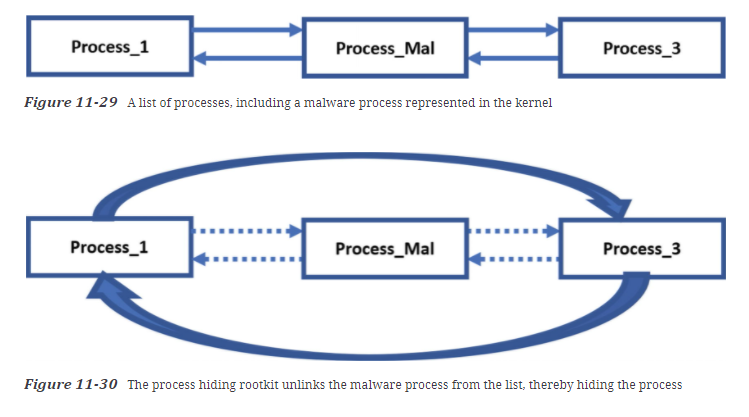 Process_1 Process_Mal Process_3
Figure 11-29 A list of processes, including a malware process represented in the kernel
Process_1 Process_Mal Process_3
Figure 11-30 The process hiding rootkit unlinks the malware process from the list, thereby hiding the process